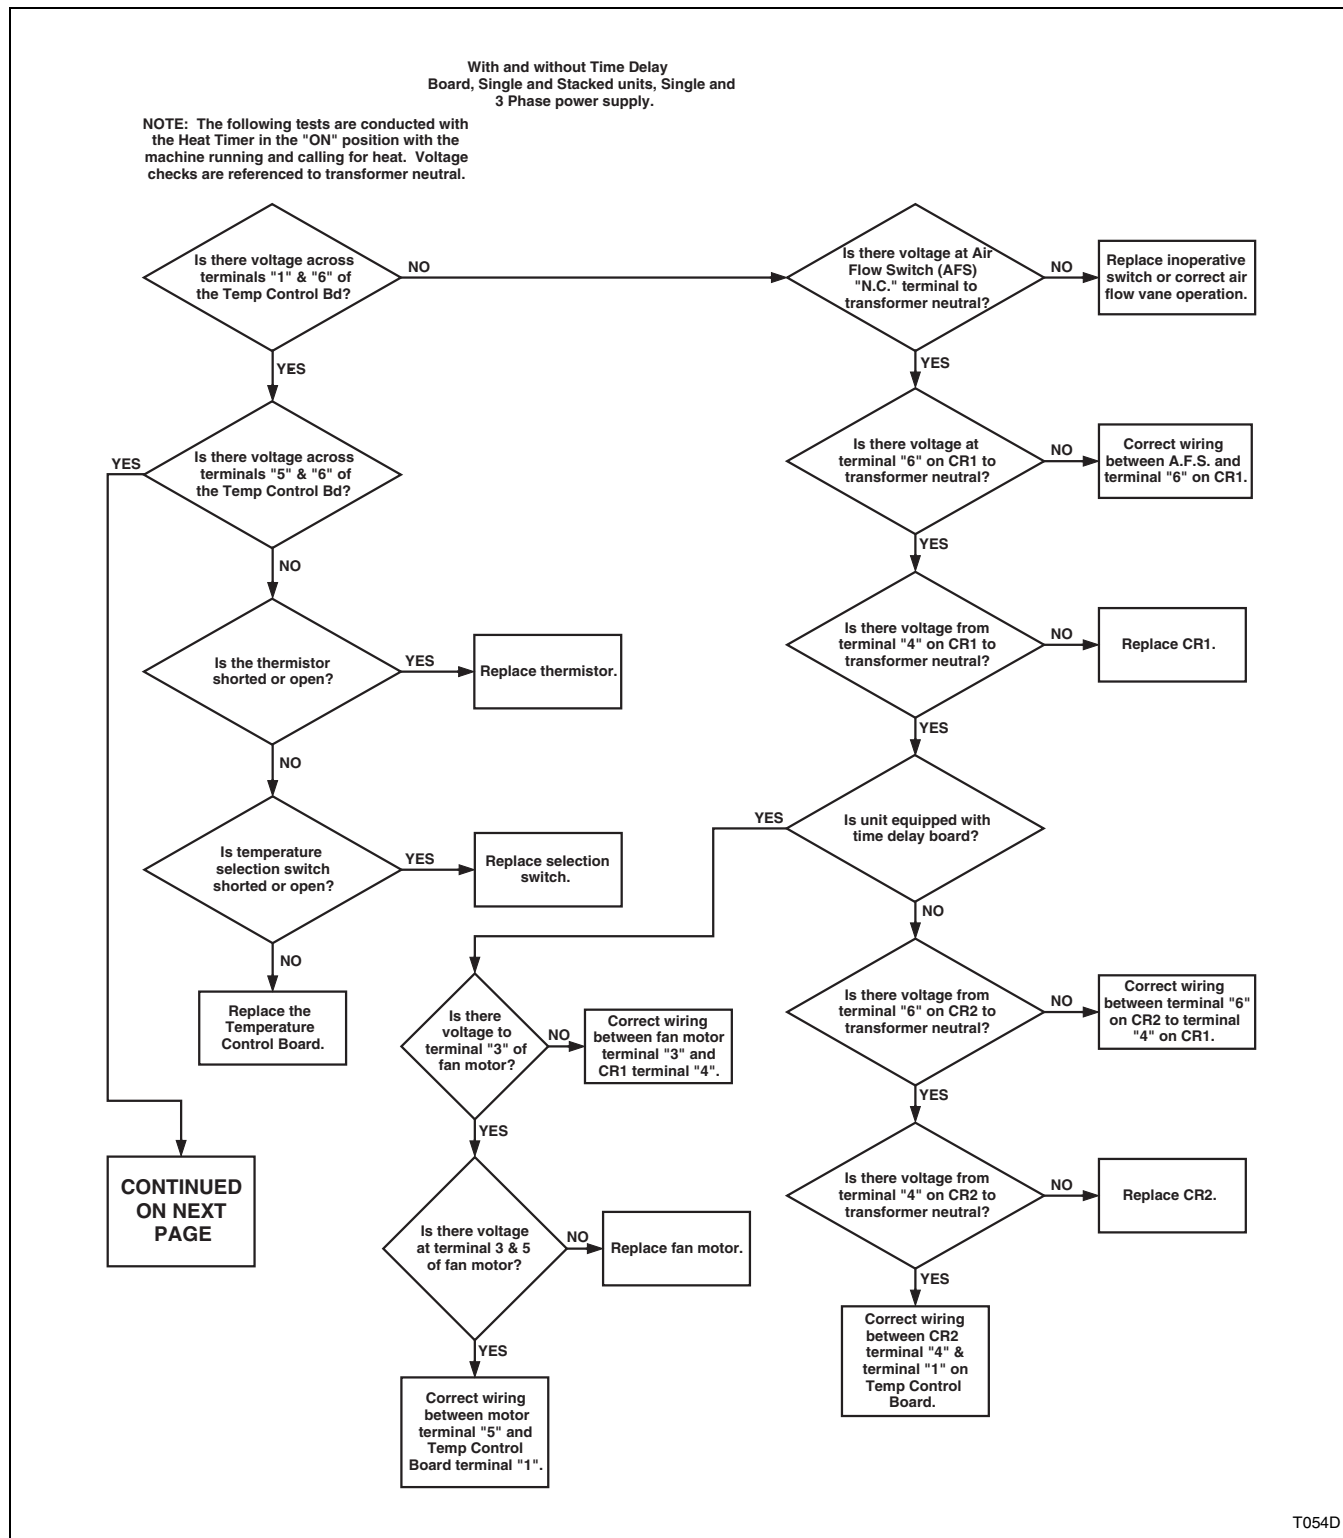 With and without Time Delay
Board, Single and Stacked units, Single and
3 Phase power supply.
NOTE: The following tests are conducted with
the Heat Timer in the "ON" position with the
machine running and calling for heat. Voltage
checks are referenced to transformer neutral.
Is there voltage across
terminals "1" & "6" of
the Temp Control Bd?
NO
YES
Is there voltage across
terminals "5" & "6" of
the Temp Control Bd?
YES
NO
Is the thermistor
shorted or open?
YES
Replace thermistor.
NO
Is temperature
selection switch
shorted or open?
YES
Replace selection
switch.
NO
Replace the
Temperature
Control Board.
CONTINUED
ON NEXT
PAGE
Is there voltage at Air
Flow Switch (AFS)
"N.C." terminal to
transformer neutral?
NO
Replace inoperative
switch or correct air
flow vane operation.
YES
Is there voltage at
terminal "6" on CR1 to
transformer neutral?
NO
Correct wiring
between A.F.S. and
terminal "6" on CR1.
YES
Is there voltage from
terminal "4" on CR1 to
transformer neutral?
NO
Replace CR1.
YES
Is unit equipped with
time delay board?
YES
NO
Is there
voltage to
terminal "3" of
fan motor?
NO
Correct wiring
between fan motor
terminal "3" and
CR1 terminal "4".
YES
Is there voltage
at terminal 3 & 5
of fan motor?
NO
Replace fan motor.
YES
Correct wiring
between motor
terminal "5" and
Temp Control
Board terminal "1".
Is there voltage from
terminal "6" on CR2 to
transformer neutral?
NO
Correct wiring
between terminal "6"
on CR2 to terminal
"4" on CR1.
YES
Is there voltage from
terminal "4" on CR2 to
transformer neutral?
NO
Replace CR2.
YES
Correct wiring
between CR2
terminal "4" &
terminal "1" on
Temp Control
Board.
T054D